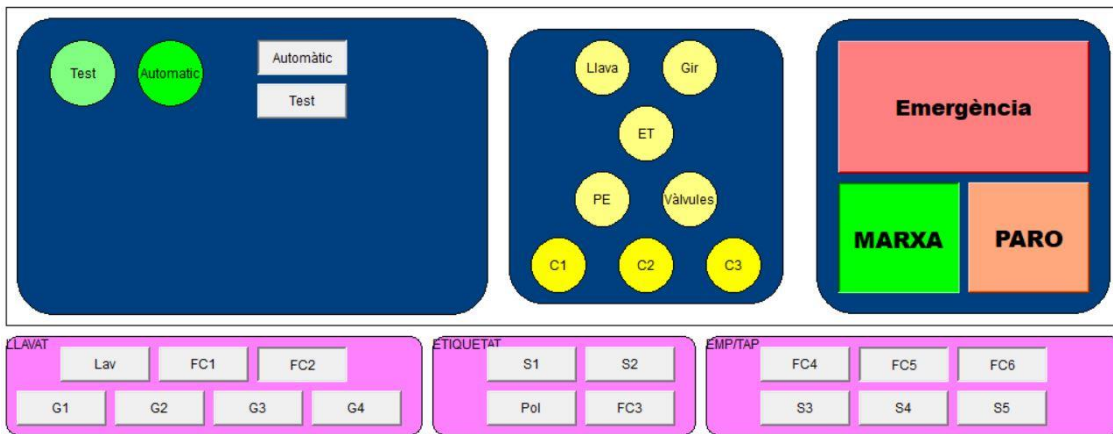 Test Automatic
Automàtic
Test
Llava Gir
ET
PE Vàlvules
C1 C2 C3
Emergència
MARXA PARO
LLAVAT
Lav FC1 FC2
G1 G2 G3 G4
ETIQUETAT
S1 S2
Pol FC3
EMP/TAP
FC4 FC5 FC6
S3 S4 S5